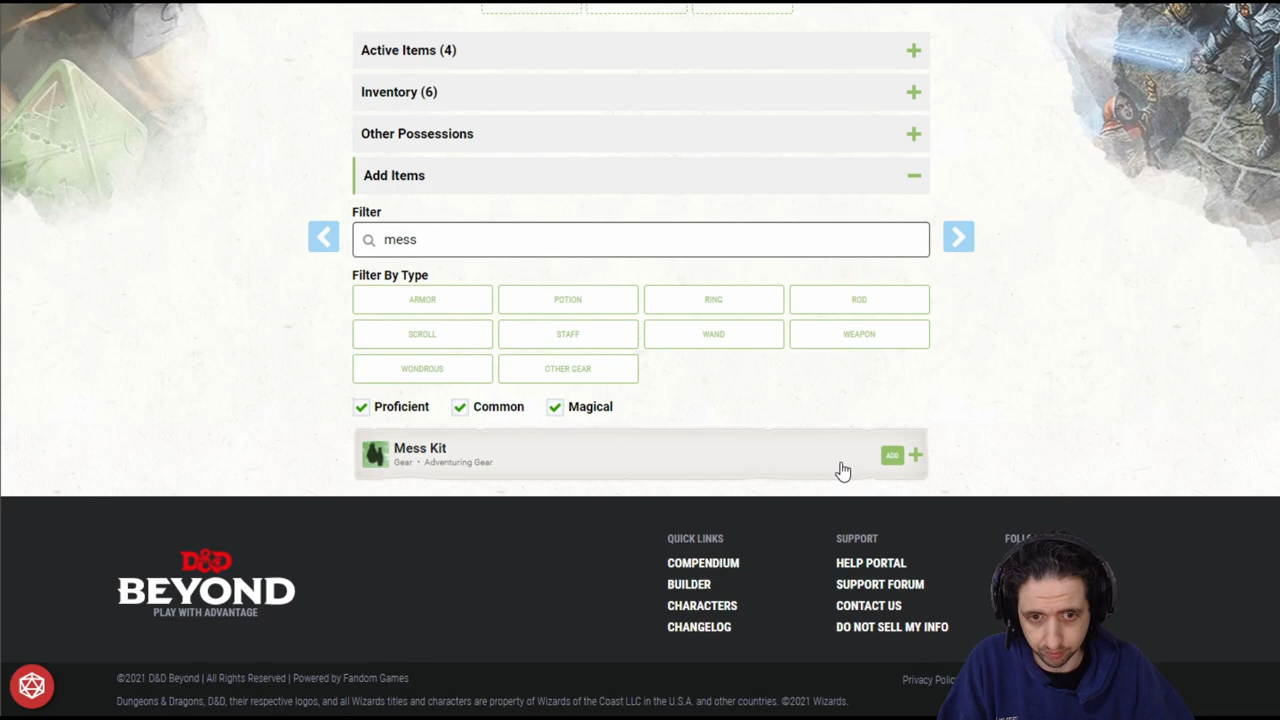 Active Items (4)
Inventory (6)
Other Possessions
Add Items
Filter
mess
Filter By Type
ARMOR
POTION
RING
ROD
SCROLL
STAFF
WAND
WEAPON
WONDROUS
OTHER GEAR
Proficient
Common
Magical
Mess Kit
Gear • Adventuring Gear
ADD
D&D
BEYOND
PLAY WITH ADVANTAGE
QUICK LINKS
COMPENDIUM
BUILDER
CHARACTERS
CHANGELOG
SUPPORT
HELP PORTAL
SUPPORT FORUM
CONTACT US
DO NOT SELL MY INFO
©2021 D&D Beyond | All Rights Reserved | Powered by Fandom Games
Privacy
Dungeons & Dragons, D&D, their respective logos, and all Wizards titles and characters are property of Wizards of the Coast LLC in the U.S.A. and other countries. ©2021 Wizards.